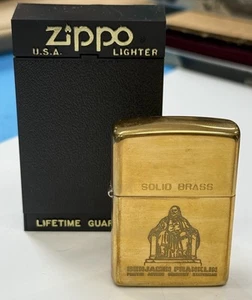 zippo
U.S.A. LIGHTER
LIFETIME GUAR
SOLID BRASS
BENJAMIN FRANKLIN